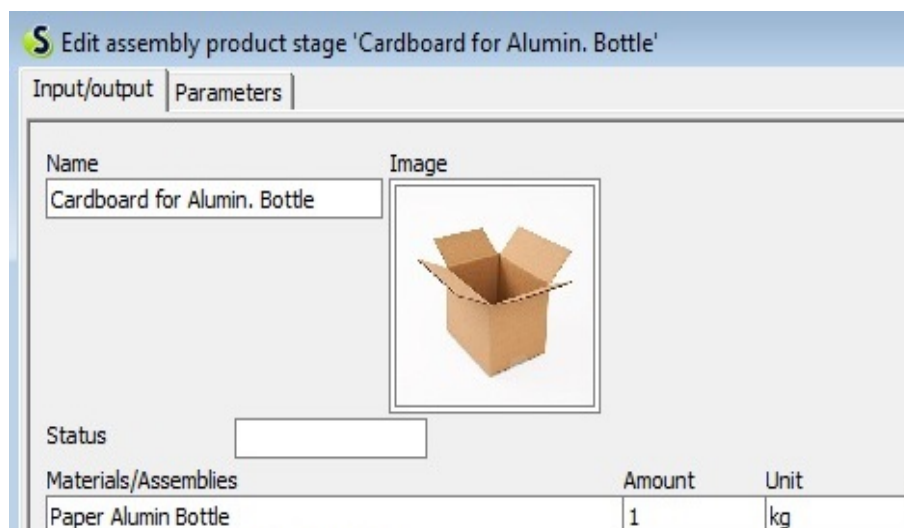 S Edit assembly product stage 'Cardboard for Alumin. Bottle'
Input/output Parameters
Name Image
Cardboard for Alumin. Bottle
Status
Materials/Assemblies Amount Unit
Paper Alumin Bottle 1 kg